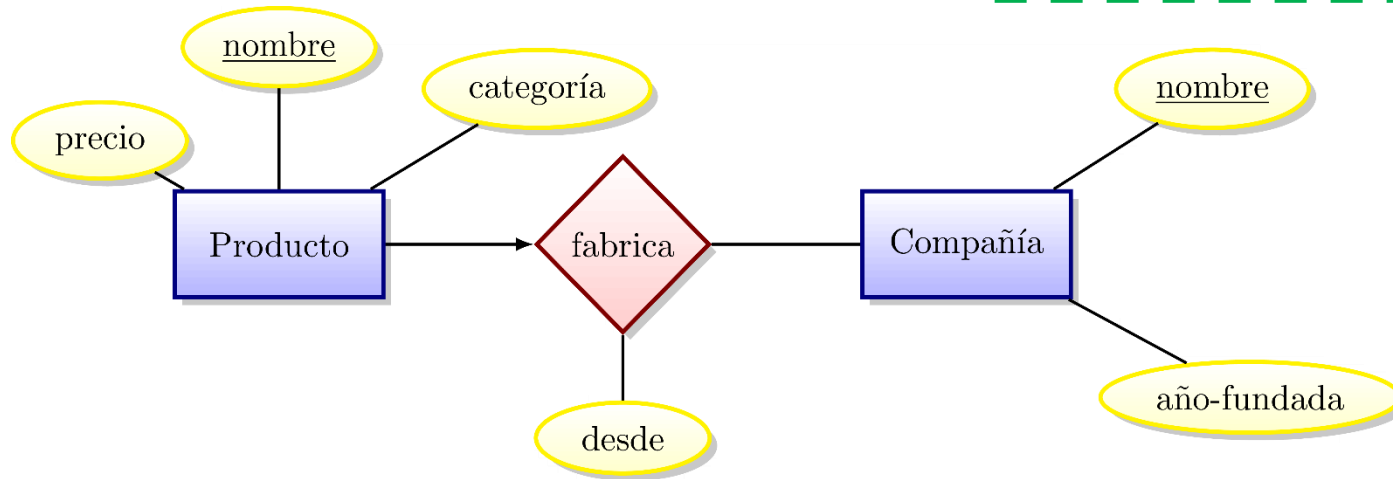 nombre
categoría
precio
nombre
Producto
fabrica
Compañía
desde
año-fundada